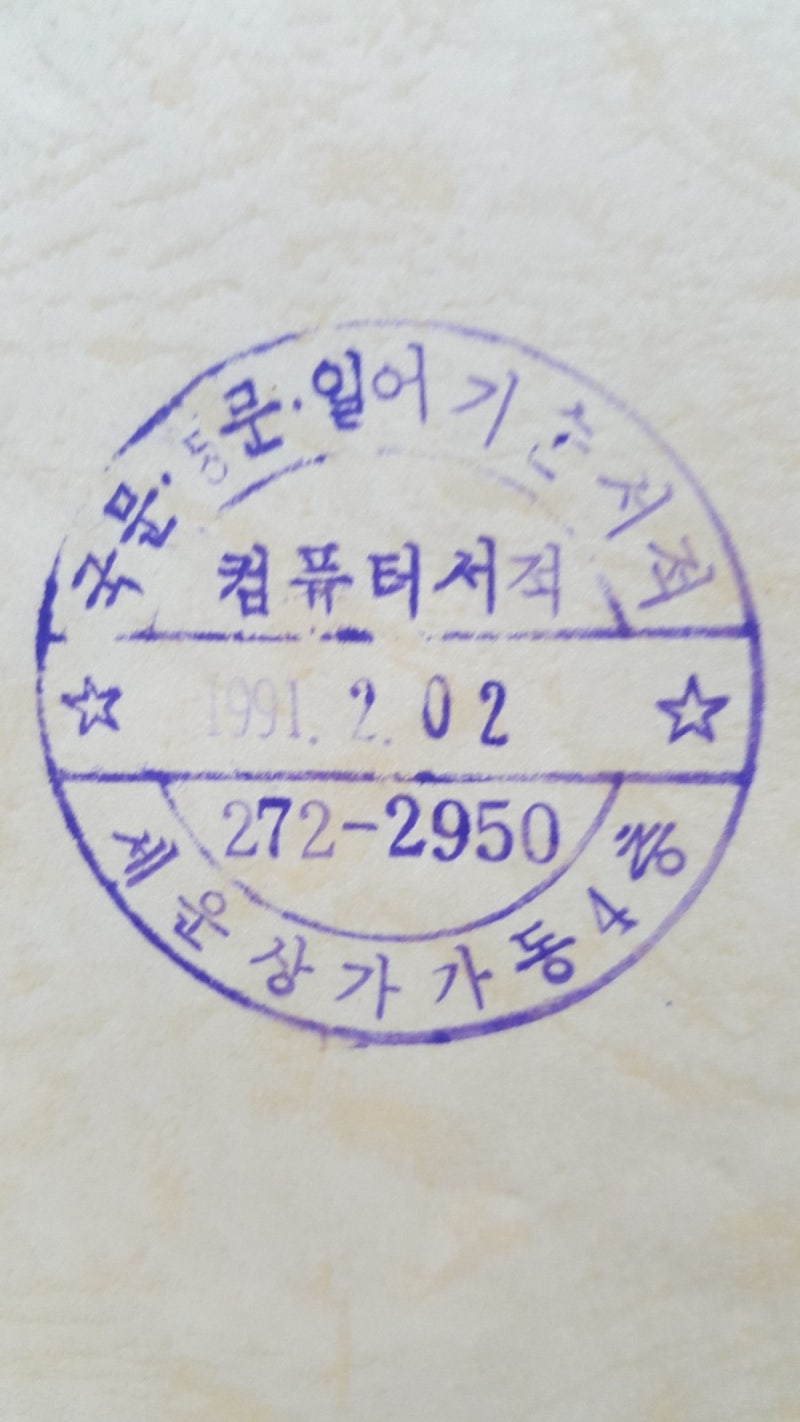 국문·영문·일어기술서적
컴퓨터서적
☆ 1991. 2. 02 ☆
272-2950
세운상가가동4층